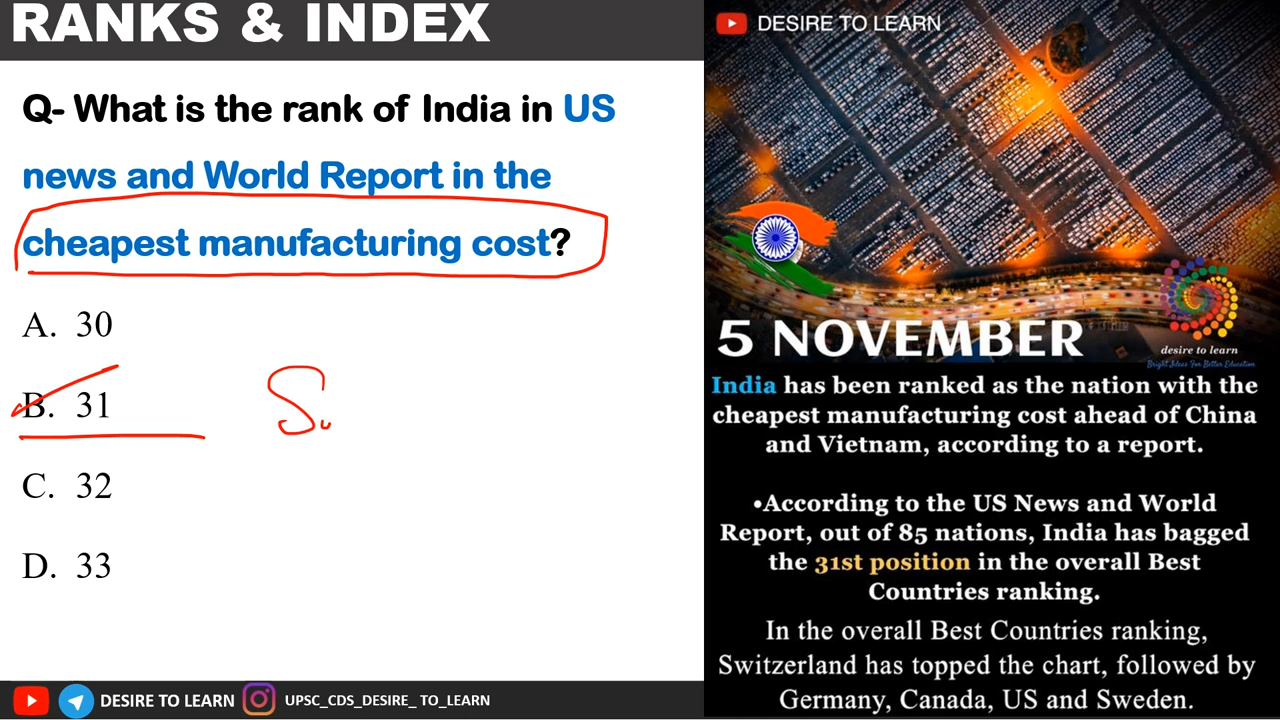 RANKS & INDEX
Q- What is the rank of India in US
news and World Report in the
cheapest manufacturing cost?
A. 30
B. 31
C. 32
D. 33
DESIRE TO LEARN
UPSC_CDS_DESIRE_ TO_LEARN
DESIRE TO LEARN
5 NOVEMBER
desire to learn
Bright Ideas For Better Education
India has been ranked as the nation with the
cheapest manufacturing cost ahead of China
and Vietnam, according to a report.
•According to the US News and World
Report, out of 85 nations, India has bagged
the 31st position in the overall Best
Countries ranking.
In the overall Best Countries ranking,
Switzerland has topped the chart, followed by
Germany, Canada, US and Sweden.